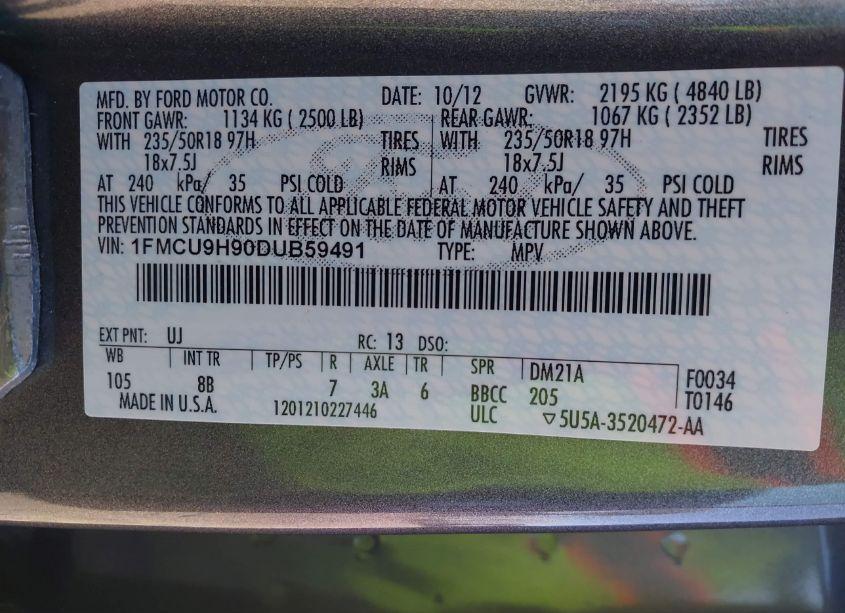 MFD. BY FORD MOTOR CO. DATE: 10/12 GVWR: 2195 KG ( 4840 LB)
FRONT GAWR: 1134 KG ( 2500 LB) REAR GAWR: 1067 KG ( 2352 LB)
WITH 235/50R18 97H TIRES WITH 235/50R18 97H TIRES
18x7.5J RIMS 18x7.5J RIMS
AT 240 kPa/ 35 PSI COLD AT 240 kPa/ 35 PSI COLD
THIS VEHICLE CONFORMS TO ALL APPLICABLE FEDERAL MOTOR VEHICLE SAFETY AND THEFT
PREVENTION STANDARDS IN EFFECT ON THE DATE OF MANUFACTURE SHOWN ABOVE.
VIN: 1FMCU9H90DUB59491 TYPE: MPV
EXT PNT: UJ RC: 13 DSO:
WB INT TR TP/PS R AXLE TR SPR DM21A F0034
105 8B 7 3A 6 BBCC 205 T0146
MADE IN U.S.A. 1201210227446 ULC ▽5U5A-3520472-AA